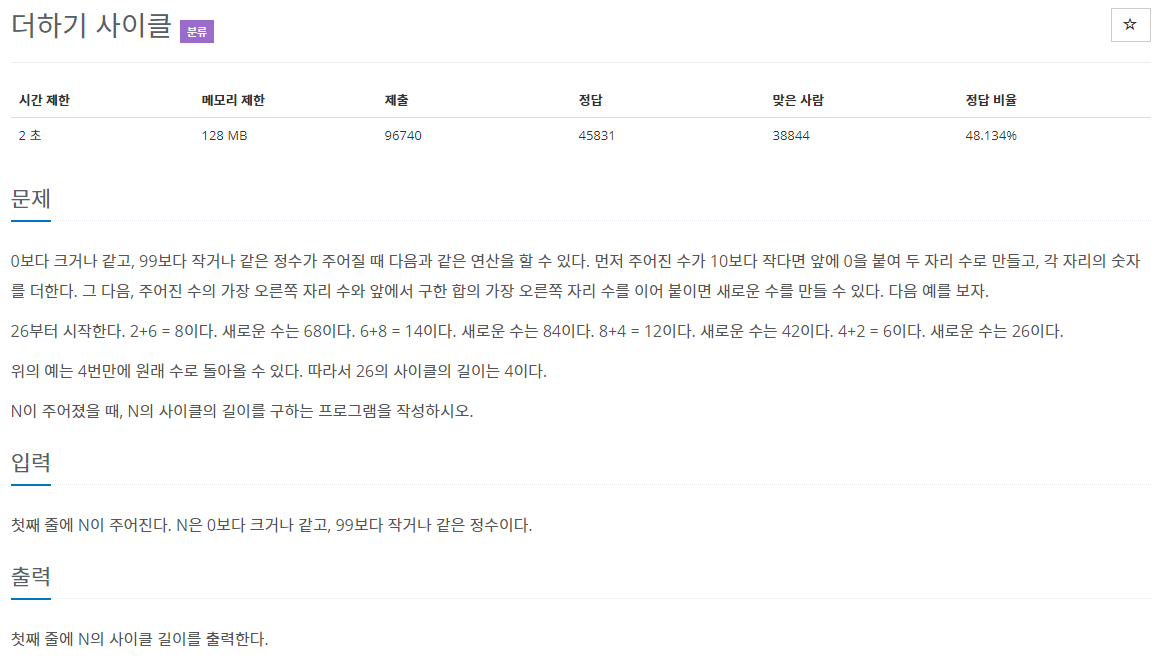 더하기 사이클 분류
☆
시간 제한 메모리 제한 제출 정답 맞은 사람 정답 비율
2 초 128 MB 96740 45831 38844 48.134%
문제
0보다 크거나 같고, 99보다 작거나 같은 정수가 주어질 때 다음과 같은 연산을 할 수 있다. 먼저 주어진 수가 10보다 작다면 앞에 0을 붙여 두 자리 수로 만들고, 각 자리의 숫자
를 더한다. 그 다음, 주어진 수의 가장 오른쪽 자리 수와 앞에서 구한 합의 가장 오른쪽 자리 수를 이어 붙이면 새로운 수를 만들 수 있다. 다음 예를 보자.
26부터 시작한다. 2+6 = 8이다. 새로운 수는 68이다. 6+8 = 14이다. 새로운 수는 84이다. 8+4 = 12이다. 새로운 수는 42이다. 4+2 = 6이다. 새로운 수는 26이다.
위의 예는 4번만에 원래 수로 돌아올 수 있다. 따라서 26의 사이클의 길이는 4이다.
N이 주어졌을 때, N의 사이클의 길이를 구하는 프로그램을 작성하시오.
입력
첫째 줄에 N이 주어진다. N은 0보다 크거나 같고, 99보다 작거나 같은 정수이다.
출력
첫째 줄에 N의 사이클 길이를 출력한다.